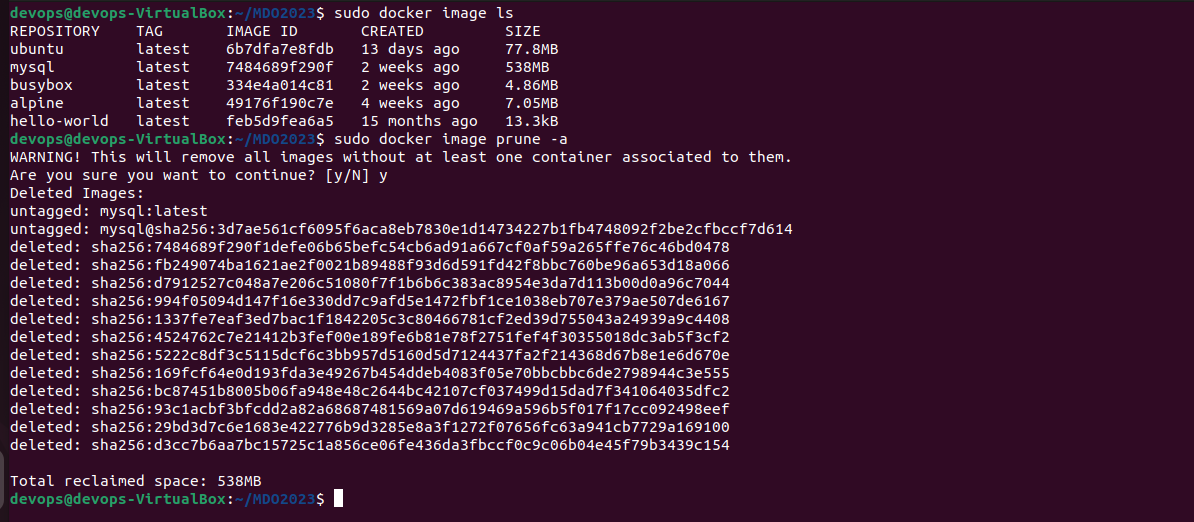 devops@devops-VirtualBox:~/MDO2023$ sudo docker image ls
REPOSITORY    TAG       IMAGE ID       CREATED         SIZE
ubuntu        latest    6b7dfa7e8fdb   13 days ago     77.8MB
mysql         latest    7484689f290f   2 weeks ago     538MB
busybox       latest    334e4a014c81   2 weeks ago     4.86MB
alpine        latest    49176f190c7e   4 weeks ago     7.05MB
hello-world   latest    feb5d9fea6a5   15 months ago   13.3kB
devops@devops-VirtualBox:~/MDO2023$ sudo docker image prune -a
WARNING! This will remove all images without at least one container associated to them.
Are you sure you want to continue? [y/N] y
Deleted Images:
untagged: mysql:latest
untagged: mysql@sha256:3d7ae561cf6095f6aca8eb7830e1d14734227b1fb4748092f2be2cfbccf7d614
deleted: sha256:7484689f290f1defe06b65befc54cb6ad91a667cf0af59a265ffe76c46bd0478
deleted: sha256:fb249074ba1621ae2f0021b89488f93d6d591fd42f8bbc760be96a653d18a066
deleted: sha256:d7912527c048a7e206c51080f7f1b6b6c383ac8954e3da7d113b00d0a96c7044
deleted: sha256:994f05094d147f16e330dd7c9afd5e1472fbf1ce1038eb707e379ae507de6167
deleted: sha256:1337fe7eaf3ed7bac1f1842205c3c80466781cf2ed39d755043a24939a9c4408
deleted: sha256:4524762c7e21412b3fef00e189fe6b81e78f2751fef4f30355018dc3ab5f3cf2
deleted: sha256:5222c8df3c5115dcf6c3bb957d5160d5d7124437fa2f214368d67b8e1e6d670e
deleted: sha256:169fcf64e0d193fda3e49267b454ddeb4083f05e70bbcbbc6de2798944c3e555
deleted: sha256:bc87451b8005b06fa948e48c2644bc42107cf037499d15dad7f341064035dfc2
deleted: sha256:93c1acbf3bfcdd2a82a68687481569a07d619469a596b5f017f17cc092498eef
deleted: sha256:29bd3d7c6e1683e422776b9d3285e8a3f1272f07656fc63a941cb7729a169100
deleted: sha256:d3cc7b6aa7bc15725c1a856ce06fe436da3fbccf0c9c06b04e45f79b3439c154

Total reclaimed space: 538MB
devops@devops-VirtualBox:~/MDO2023$